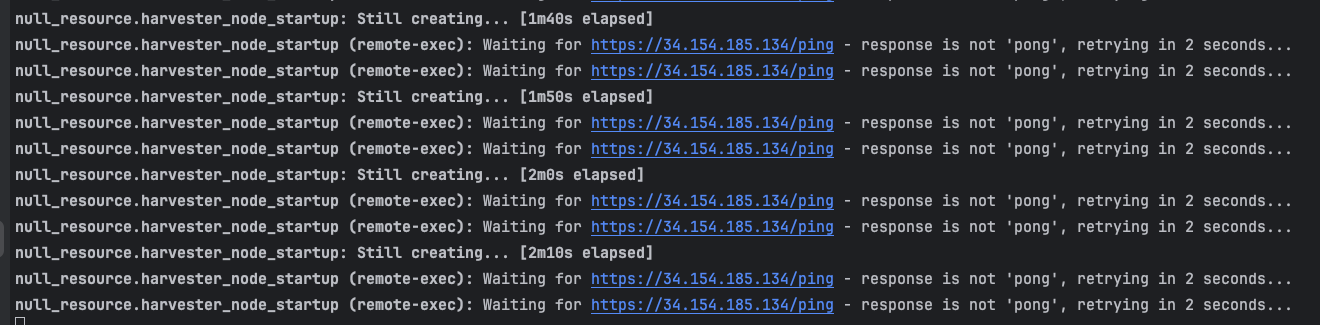 null_resource.harvester_node_startup: Still creating... [1m40s elapsed]
null_resource.harvester_node_startup (remote-exec): Waiting for https://34.154.185.134/ping - response is not 'pong', retrying in 2 seconds...
null_resource.harvester_node_startup (remote-exec): Waiting for https://34.154.185.134/ping - response is not 'pong', retrying in 2 seconds...
null_resource.harvester_node_startup: Still creating... [1m50s elapsed]
null_resource.harvester_node_startup (remote-exec): Waiting for https://34.154.185.134/ping - response is not 'pong', retrying in 2 seconds...
null_resource.harvester_node_startup (remote-exec): Waiting for https://34.154.185.134/ping - response is not 'pong', retrying in 2 seconds...
null_resource.harvester_node_startup: Still creating... [2m0s elapsed]
null_resource.harvester_node_startup (remote-exec): Waiting for https://34.154.185.134/ping - response is not 'pong', retrying in 2 seconds...
null_resource.harvester_node_startup (remote-exec): Waiting for https://34.154.185.134/ping - response is not 'pong', retrying in 2 seconds...
null_resource.harvester_node_startup: Still creating... [2m10s elapsed]
null_resource.harvester_node_startup (remote-exec): Waiting for https://34.154.185.134/ping - response is not 'pong', retrying in 2 seconds...
null_resource.harvester_node_startup (remote-exec): Waiting for https://34.154.185.134/ping - response is not 'pong', retrying in 2 seconds...